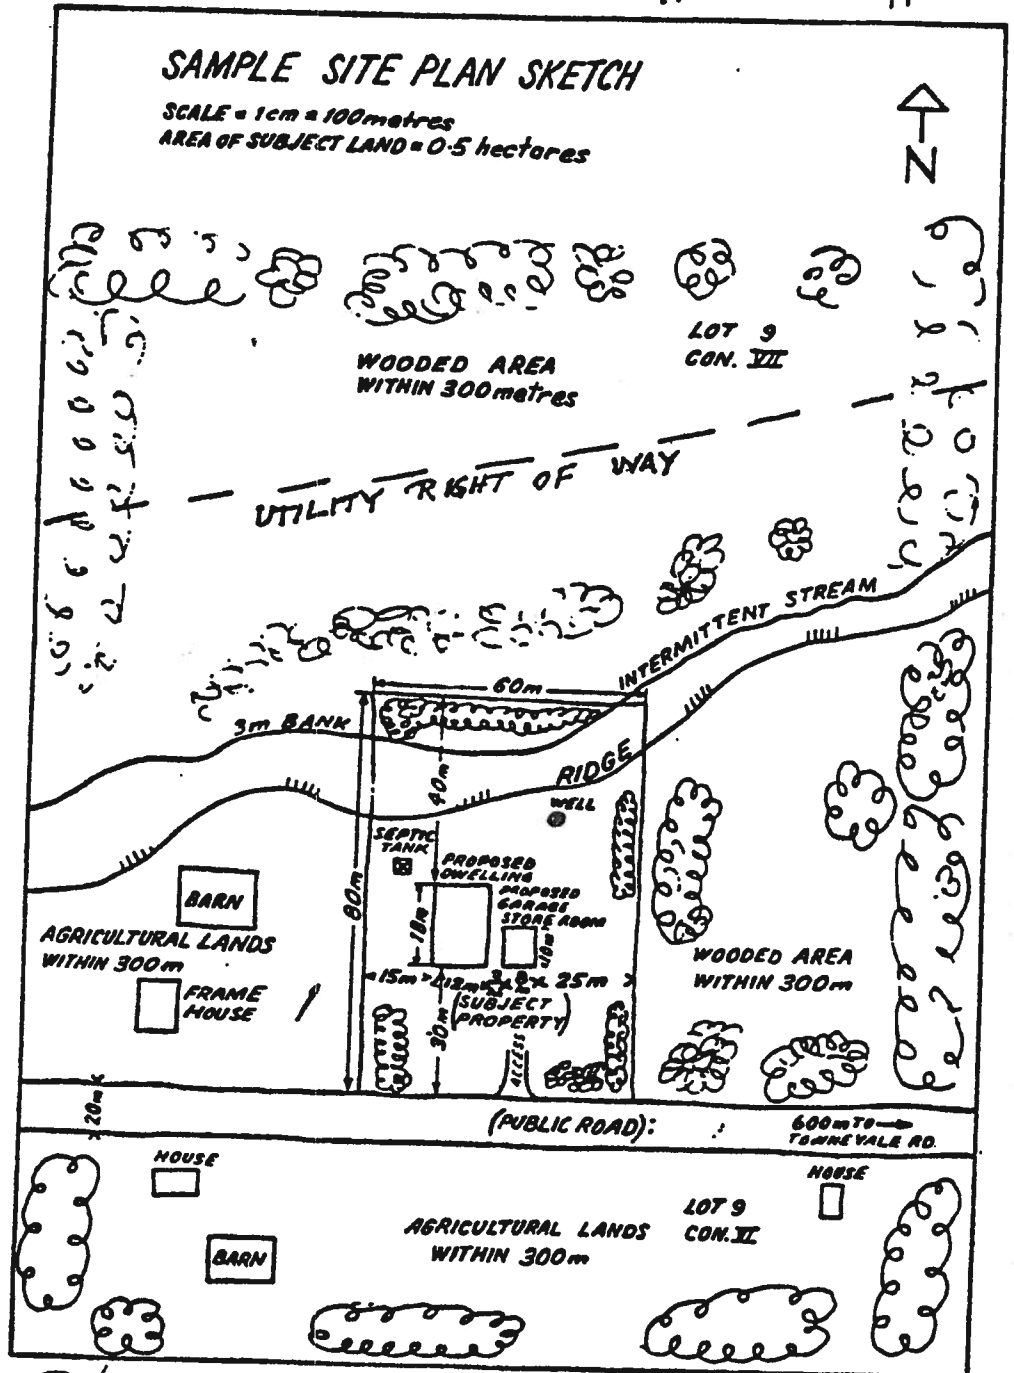 SAMPLE SITE PLAN SKETCH
SCALE = 1cm = 100metres
AREA OF SUBJECT LAND = 0.5 hectares
N
LOT 9
CON. VII
WOODED AREA
WITHIN 300metres
UTILITY RIGHT OF WAY
INTERMITTENT STREAM
60m
3m BANK
RIDGE
40m
WELL
SEPTIC
TANK
PROPOSED
DWELLING
PROPOSED
GARAGE
STORE ROOM
80m
18m
10m
BARN
AGRICULTURAL LANDS
WITHIN 300m
FRAME
HOUSE
WOODED AREA
WITHIN 300m
15m
12m
25m
(SUBJECT
PROPERTY)
30m
ACCESS
20m
(PUBLIC ROAD):
600m TO
TOWNEVALE RD.
HOUSE
HOUSE
LOT 9
CON. VI
AGRICULTURAL LANDS
WITHIN 300m
BARN